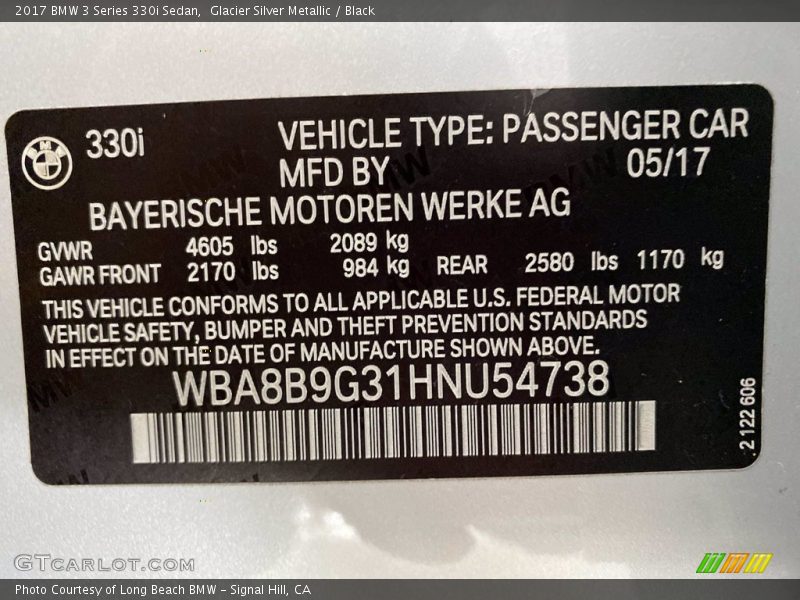 2017 BMW 3 Series 330i Sedan,  Glacier Silver Metallic / Black
BMW
330i
VEHICLE TYPE: PASSENGER CAR
MFD BY 05/17
BAYERISCHE MOTOREN WERKE AG
GVWR 4605 lbs 2089 kg
GAWR FRONT 2170 lbs 984 kg REAR 2580 lbs 1170 kg
THIS VEHICLE CONFORMS TO ALL APPLICABLE U.S. FEDERAL MOTOR
VEHICLE SAFETY, BUMPER AND THEFT PREVENTION STANDARDS
IN EFFECT ON THE DATE OF MANUFACTURE SHOWN ABOVE.
WBA8B9G31HNU54738
2 122 606
GTCARLOT.COM
Photo Courtesy of Long Beach BMW - Signal Hill, CA